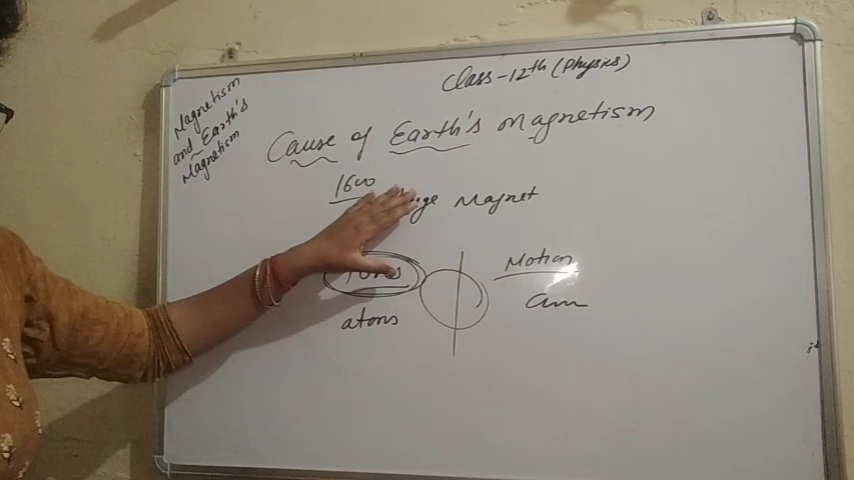 Class-12th (Physics)
Magnetism
and Earth's
Magnetism
Cause of Earth's magnetism
1600
Magnet
Motion
atoms